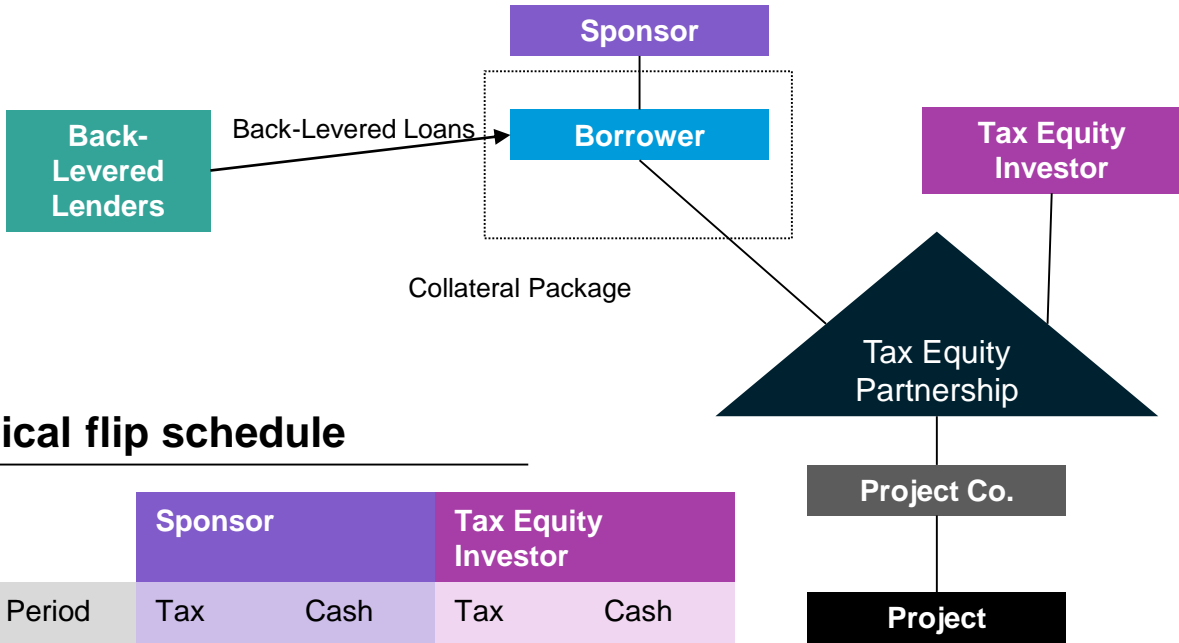 Sponsor
Back-
Levered
Lenders
Back-Levered Loans
Borrower
Tax Equity
Investor
Collateral Package
Tax Equity
Partnership
ical flip schedule
Project Co.
Sponsor
Tax Equity
Investor
Period Tax Cash Tax Cash
Project